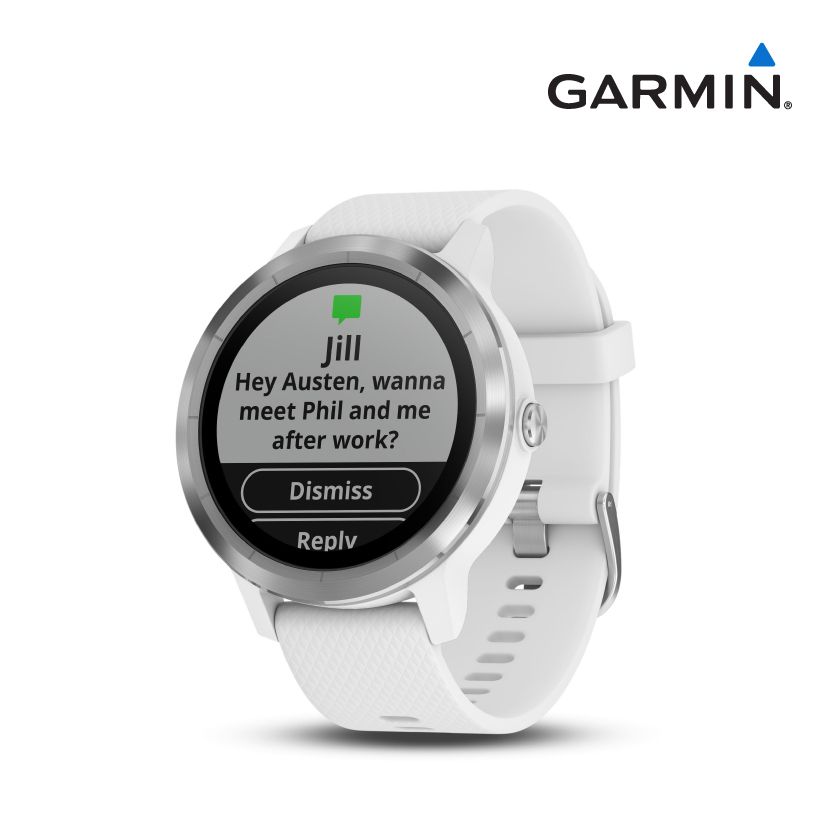 GARMIN®
Jill
Hey Austen, wanna
meet Phil and me
after work?
Dismiss
Reply